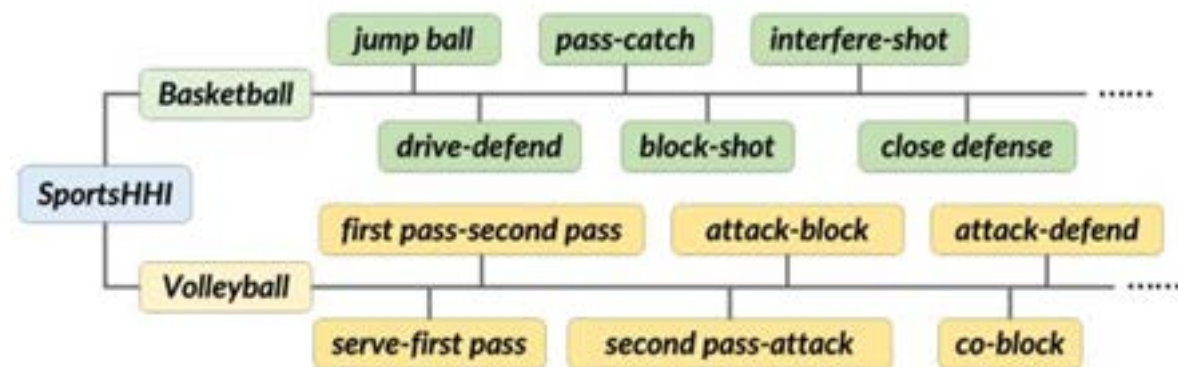 jump ball pass-catch interfere-shot
Basketball ......
drive-defend block-shot close defense
SportsHHI
first pass-second pass attack-block attack-defend
Volleyball ......
serve-first pass second pass-attack co-block